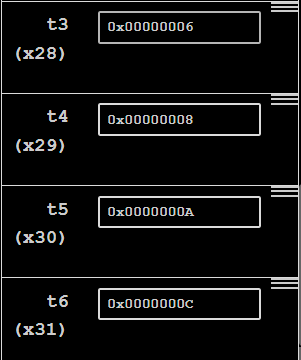 t3 0x00000006
(x28)
t4 0x00000008
(x29)
t5 0x0000000A
(x30)
t6 0x0000000C
(x31)